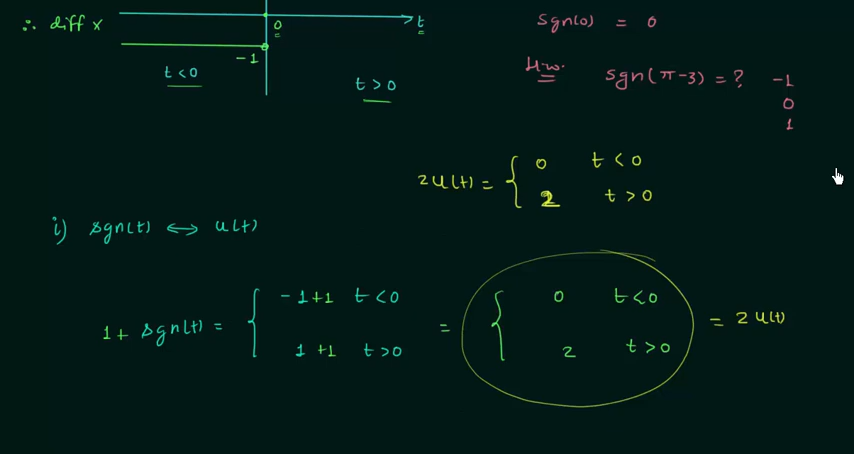 ∴ diff x
0
t
-1
t < 0
t > 0
sgn(0) = 0
H.w. sgn(π-3) = ? -1
0
1
2u(t) = { 0 t < 0
2 t > 0
i) sgn(t) ↔ u(t)
1 + sgn(t) = { -1+1 t < 0
1 +1 t > 0
= { 0 t < 0
2 t > 0
= 2 u(t)